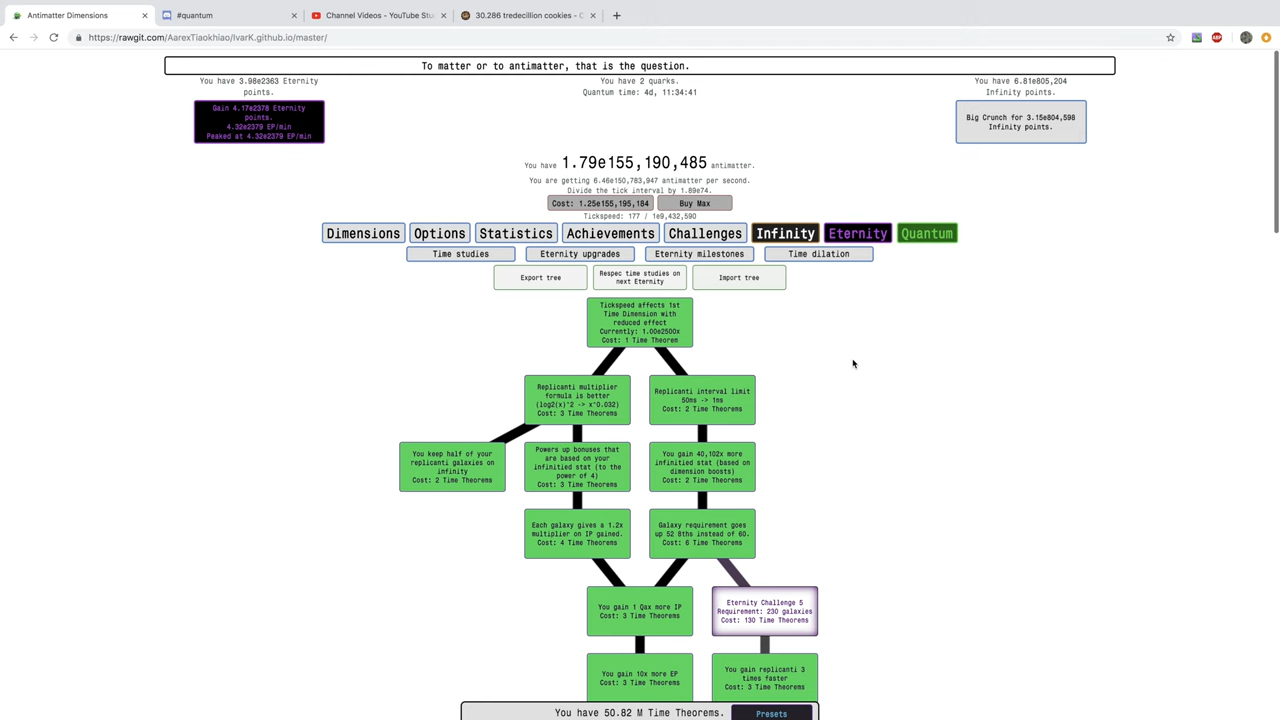 Antimatter Dimensions
#quantum
Channel Videos - YouTube Stu
30.286 tredecillion cookies - C
https://rawgit.com/AarexTiaokhiao/IvarK.github.io/master/
To matter or to antimatter, that is the question.
You have 3.98e2363 Eternity
points.
Gain 4.17e2378 Eternity
points.
4.32e2379 EP/min
Peaked at 4.32e2379 EP/min
You have 2 quarks.
Quantum time: 4d, 11:34:41
You have 6.81e805,204
Infinity points.
Big Crunch for 3.15e804,598
Infinity points.
You have 1.79e155,190,485 antimatter.
You are getting 6.46e150,783,947 antimatter per second.
Divide the tick interval by 1.89e74.
Cost: 1.25e155,195,184
Buy Max
Tickspeed: 177 / 1e9,432,590
Dimensions
Options
Statistics
Achievements
Challenges
Infinity
Eternity
Quantum
Time studies
Eternity upgrades
Eternity milestones
Time dilation
Export tree
Respec time studies on
next Eternity
Import tree
Tickspeed affects 1st
Time Dimension with
reduced effect
Currently: 1.00e2500x
Cost: 1 Time Theorem
Replicanti multiplier
formula is better
(log2(x)^2 -> x^0.032)
Cost: 3 Time Theorems
Replicanti interval limit
50ns -> 1ns
Cost: 2 Time Theorems
You keep half of your
replicanti galaxies on
infinity
Cost: 2 Time Theorems
Powers up bonuses that
are based on your
infinitied stat (to the
power of 4)
Cost: 3 Time Theorems
You gain 40,102x more
infinitied stat (based on
dimension boosts)
Cost: 2 Time Theorems
Each galaxy gives a 1.2x
multiplier on IP gained.
Cost: 4 Time Theorems
Galaxy requirement goes
up 52 8ths instead of 60.
Cost: 6 Time Theorems
You gain 1 Qax more IP
Cost: 3 Time Theorems
Eternity Challenge 5
Requirement: 230 galaxies
Cost: 130 Time Theorems
You gain 10x more EP
Cost: 3 Time Theorems
You gain replicanti 3
times faster
Cost: 3 Time Theorems
You have 50.82 M Time Theorems.
Presets